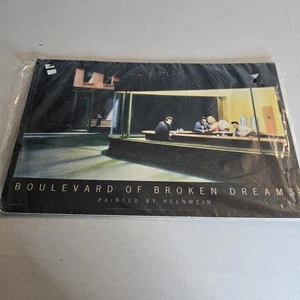 BOULEVARD OF BROKEN DREAMS
PAINTED BY HELNWEIN